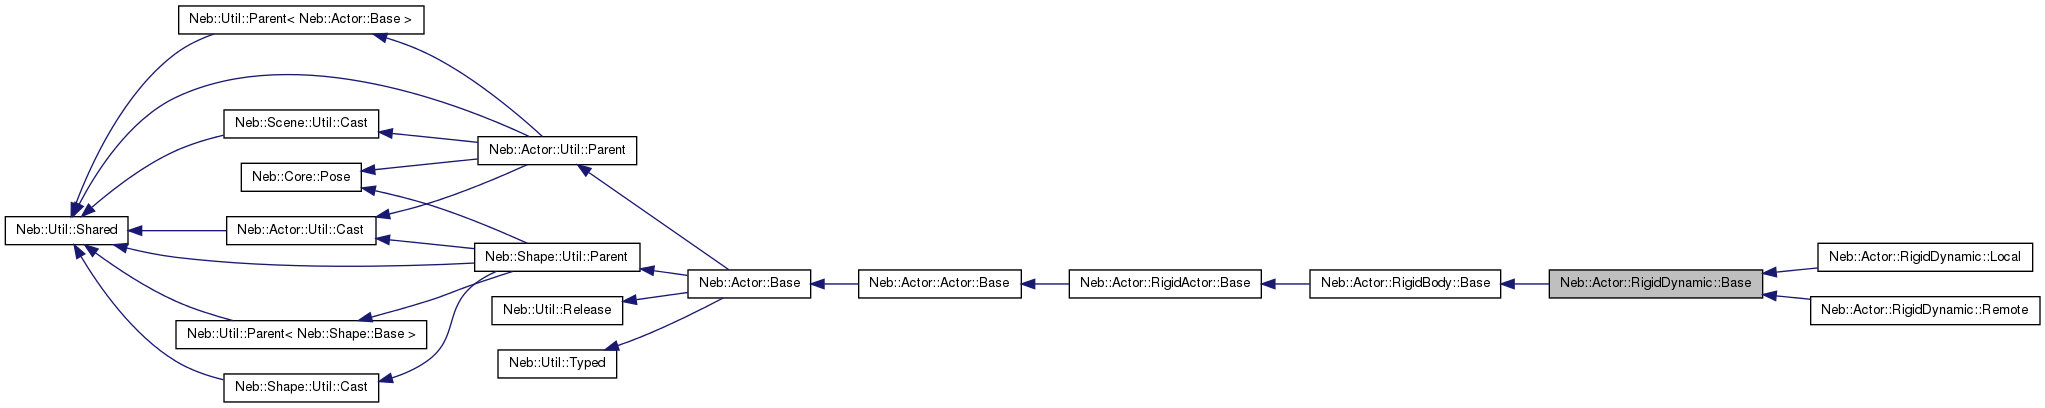 Neb::Util::Parent< Neb::Actor::Base >
Neb::Scene::Util::Cast
Neb::Actor::Util::Parent
Neb::Core::Pose
Neb::Util::Shared
Neb::Actor::Util::Cast
Neb::Shape::Util::Parent
Neb::Actor::RigidDynamic::Local
Neb::Actor::Base
Neb::Actor::Actor::Base
Neb::Actor::RigidActor::Base
Neb::Actor::RigidBody::Base
Neb::Actor::RigidDynamic::Base
Neb::Util::Release
Neb::Actor::RigidDynamic::Remote
Neb::Util::Parent< Neb::Shape::Base >
Neb::Util::Typed
Neb::Shape::Util::Cast